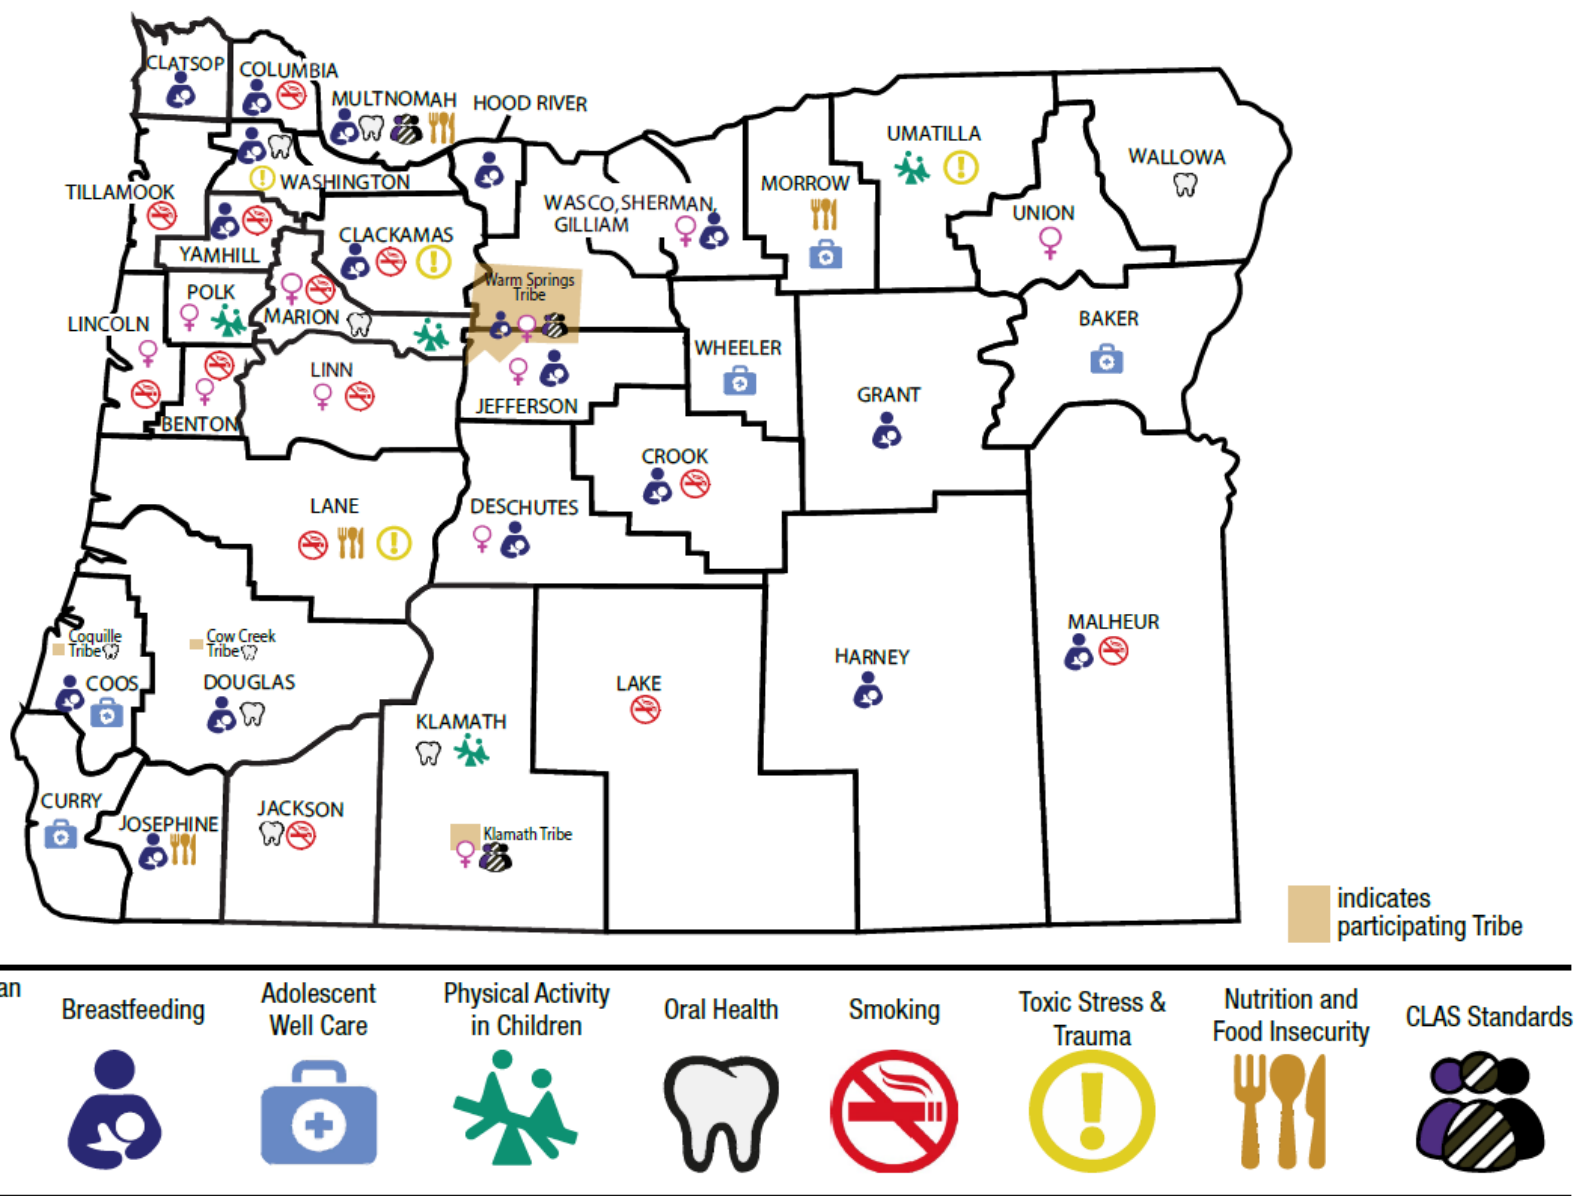 CLATSOP
COLUMBIA
MULTNOMAH
HOOD RIVER
UMATILLA
WALLOWA
TILLAMOOK
WASHINGTON
MORROW
WASCO, SHERMAN,
GILLIAM
UNION
CLACKAMAS
YAMHILL
Warm Springs
Tribe
POLK
MARION
LINCOLN
BAKER
WHEELER
LINN
GRANT
JEFFERSON
BENTON
CROOK
LANE
DESCHUTES
MALHEUR
Coquille
Tribe
Cow Creek
Tribe
HARNEY
COOS
DOUGLAS
LAKE
KLAMATH
CURRY
JOSEPHINE
JACKSON
Klamath Tribe
indicates
participating Tribe
an
Breastfeeding
Adolescent
Well Care
Physical Activity
in Children
Oral Health
Smoking
Toxic Stress &
Trauma
Nutrition and
Food Insecurity
CLAS Standards